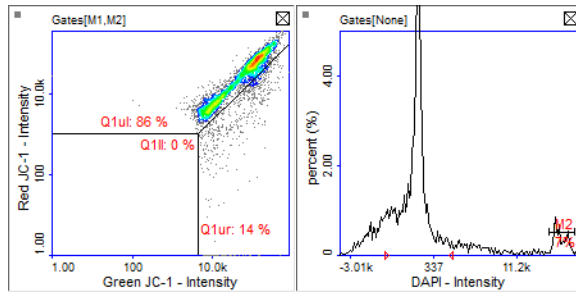 Gates[M1,M2]
Red JC-1 - Intensity
10.0k
100
1.00
Q1ul: 86 %
Q1ll: 0 %
Q1ur: 14 %
1.00 100 10.0k
Green JC-1 - Intensity
Gates[None]
percent (%)
4.00
2.00
0
M2
7%
-3.01k 337 11.2k
DAPI - Intensity